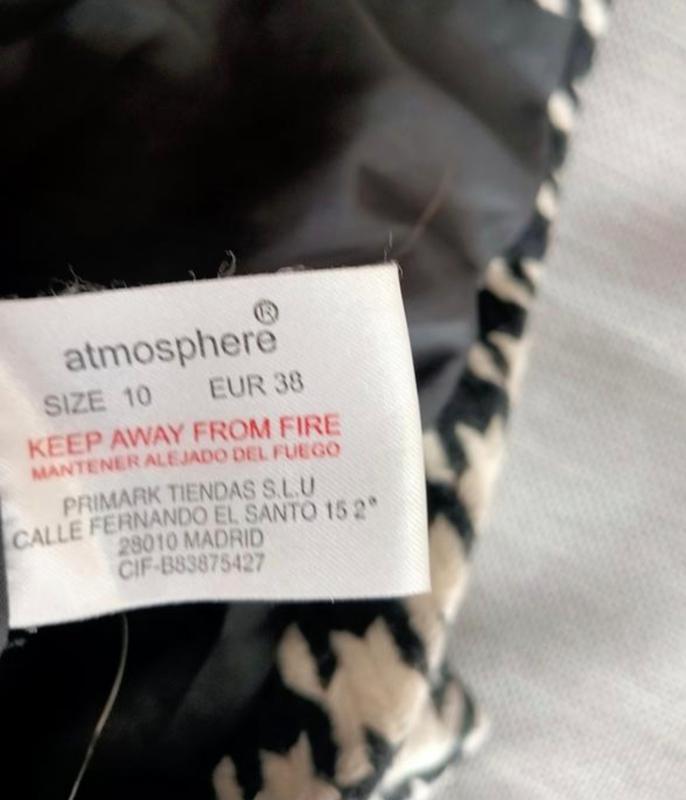 atmosphere®
SIZE 10 EUR 38
KEEP AWAY FROM FIRE
MANTENER ALEJADO DEL FUEGO
PRIMARK TIENDAS S.L.U
CALLE FERNANDO EL SANTO 15 2°
28010 MADRID
CIF-B83875427